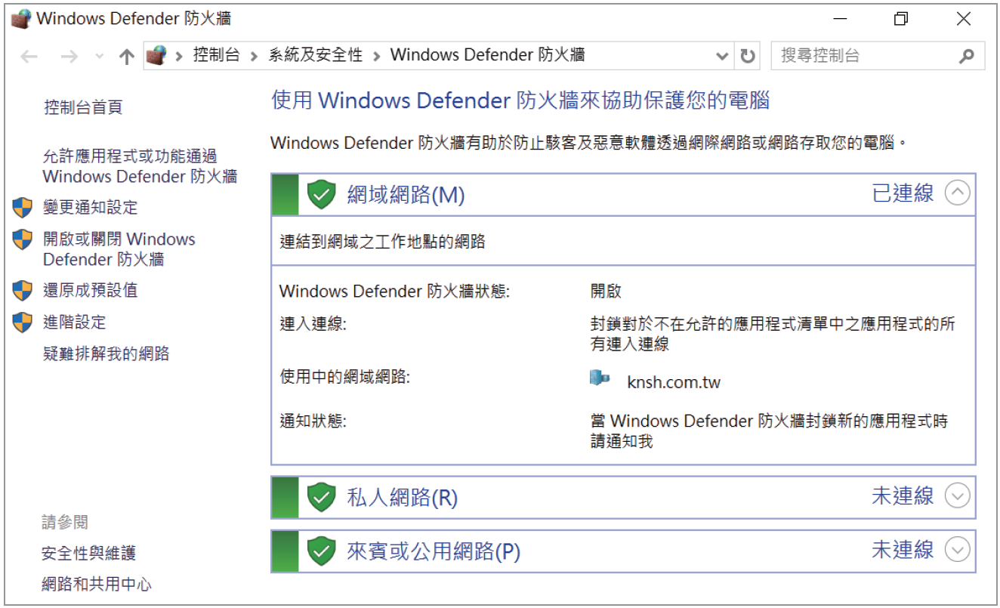 Windows Defender 防火牆
控制台 > 系統及安全性 > Windows Defender 防火牆
搜尋控制台
控制台首頁
允許應用程式或功能通過
Windows Defender 防火牆
變更通知設定
開啟或關閉 Windows
Defender 防火牆
還原成預設值
進階設定
疑難排解我的網路
請參閱
安全性與維護
網路和共用中心
使用 Windows Defender 防火牆來協助保護您的電腦
Windows Defender 防火牆有助於防止駭客及惡意軟體透過網際網路或網路存取您的電腦。
網域網路(M) 已連線
連結到網域之工作地點的網路
Windows Defender 防火牆狀態: 開啟
連入連線: 封鎖對於不在允許的應用程式清單中之應用程式的所
有連入連線
使用中的網域網路: knsh.com.tw
通知狀態: 當 Windows Defender 防火牆封鎖新的應用程式時
請通知我
私人網路(R) 未連線
來賓或公用網路(P) 未連線